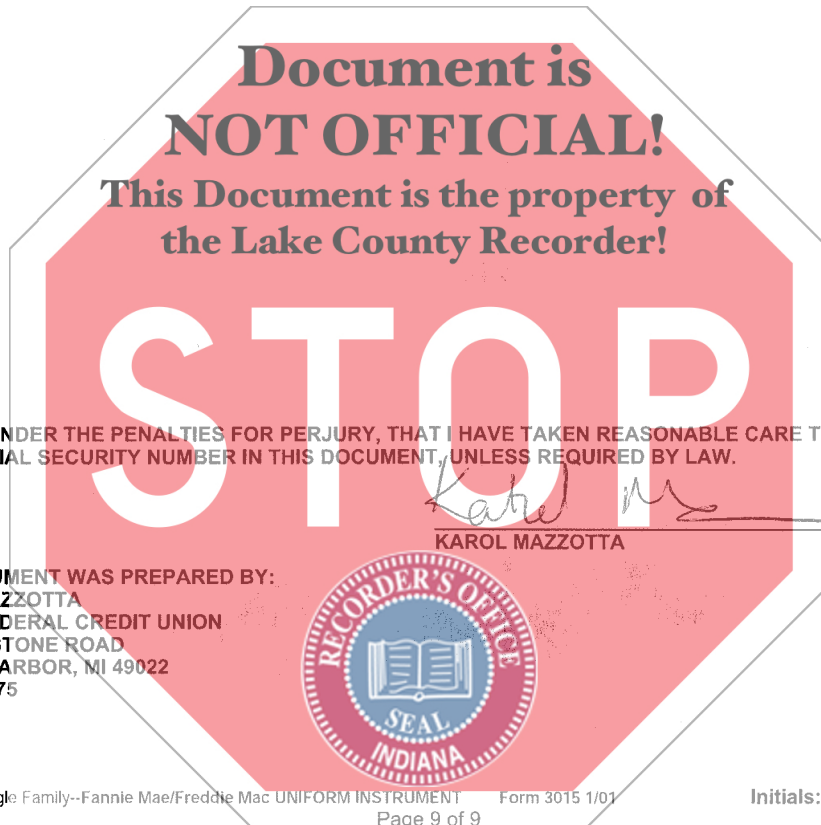 Document is
NOT OFFICIAL!
This Document is the property of
the Lake County Recorder!
STOP
NDER THE PENALTIES FOR PERJURY, THAT I HAVE TAKEN REASONABLE CARE T
IAL SECURITY NUMBER IN THIS DOCUMENT, UNLESS REQUIRED BY LAW.
Karol M
KAROL MAZZOTTA
UMENT WAS PREPARED BY:
ZZOTTA
DERAL CREDIT UNION
STONE ROAD
ARBOR, MI 49022
75
RECORDER'S OFFICE
SEAL
INDIANA
gle Family--Fannie Mae/Freddie Mac UNIFORM INSTRUMENT Form 3015 1/01 Initials:
Page 9 of 9